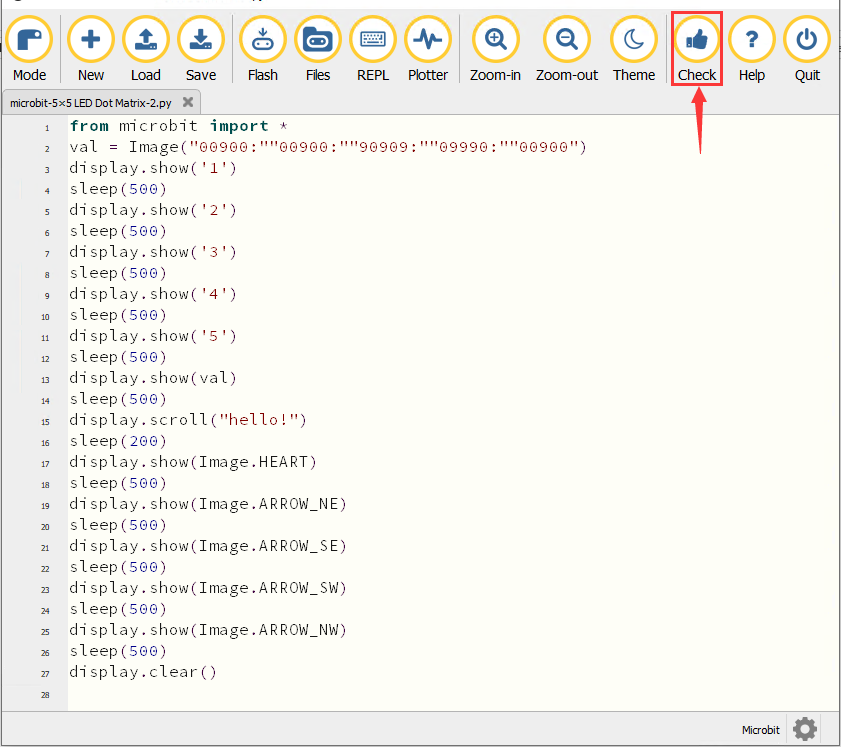 Mode New Load Save Flash Files REPL Plotter Zoom-in Zoom-out Theme Check Help Quit
microbit-5×5 LED Dot Matrix-2.py
1 from microbit import *
2 val = Image("00900:""00900:""90909:""09990:""00900")
3 display.show('1')
4 sleep(500)
5 display.show('2')
6 sleep(500)
7 display.show('3')
8 sleep(500)
9 display.show('4')
10 sleep(500)
11 display.show('5')
12 sleep(500)
13 display.show(val)
14 sleep(500)
15 display.scroll("hello!")
16 sleep(200)
17 display.show(Image.HEART)
18 sleep(500)
19 display.show(Image.ARROW_NE)
20 sleep(500)
21 display.show(Image.ARROW_SE)
22 sleep(500)
23 display.show(Image.ARROW_SW)
24 sleep(500)
25 display.show(Image.ARROW_NW)
26 sleep(500)
27 display.clear()
28
Microbit